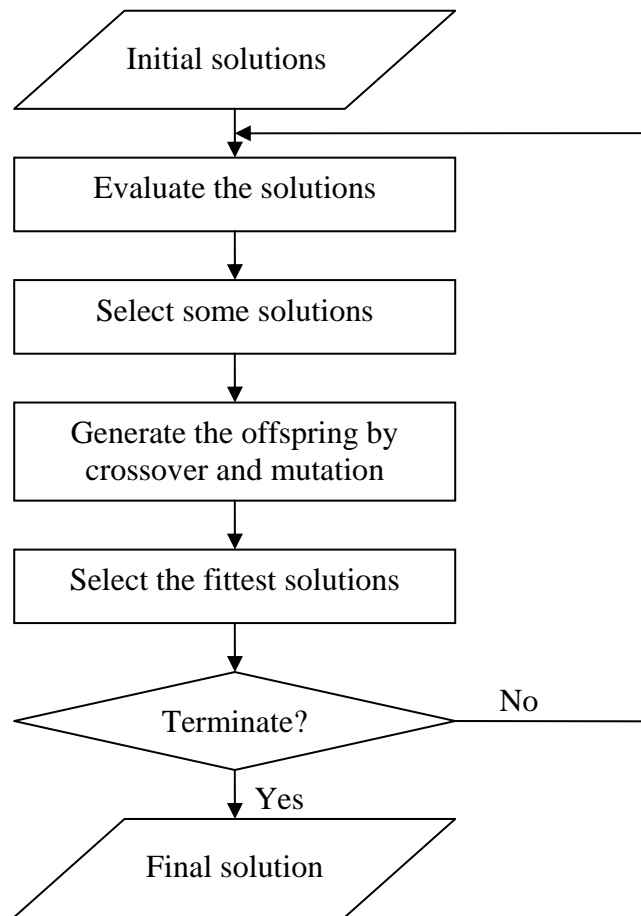 Initial solutions
Evaluate the solutions
Select some solutions
Generate the offspring by
crossover and mutation
Select the fittest solutions
Terminate?
No
Yes
Final solution